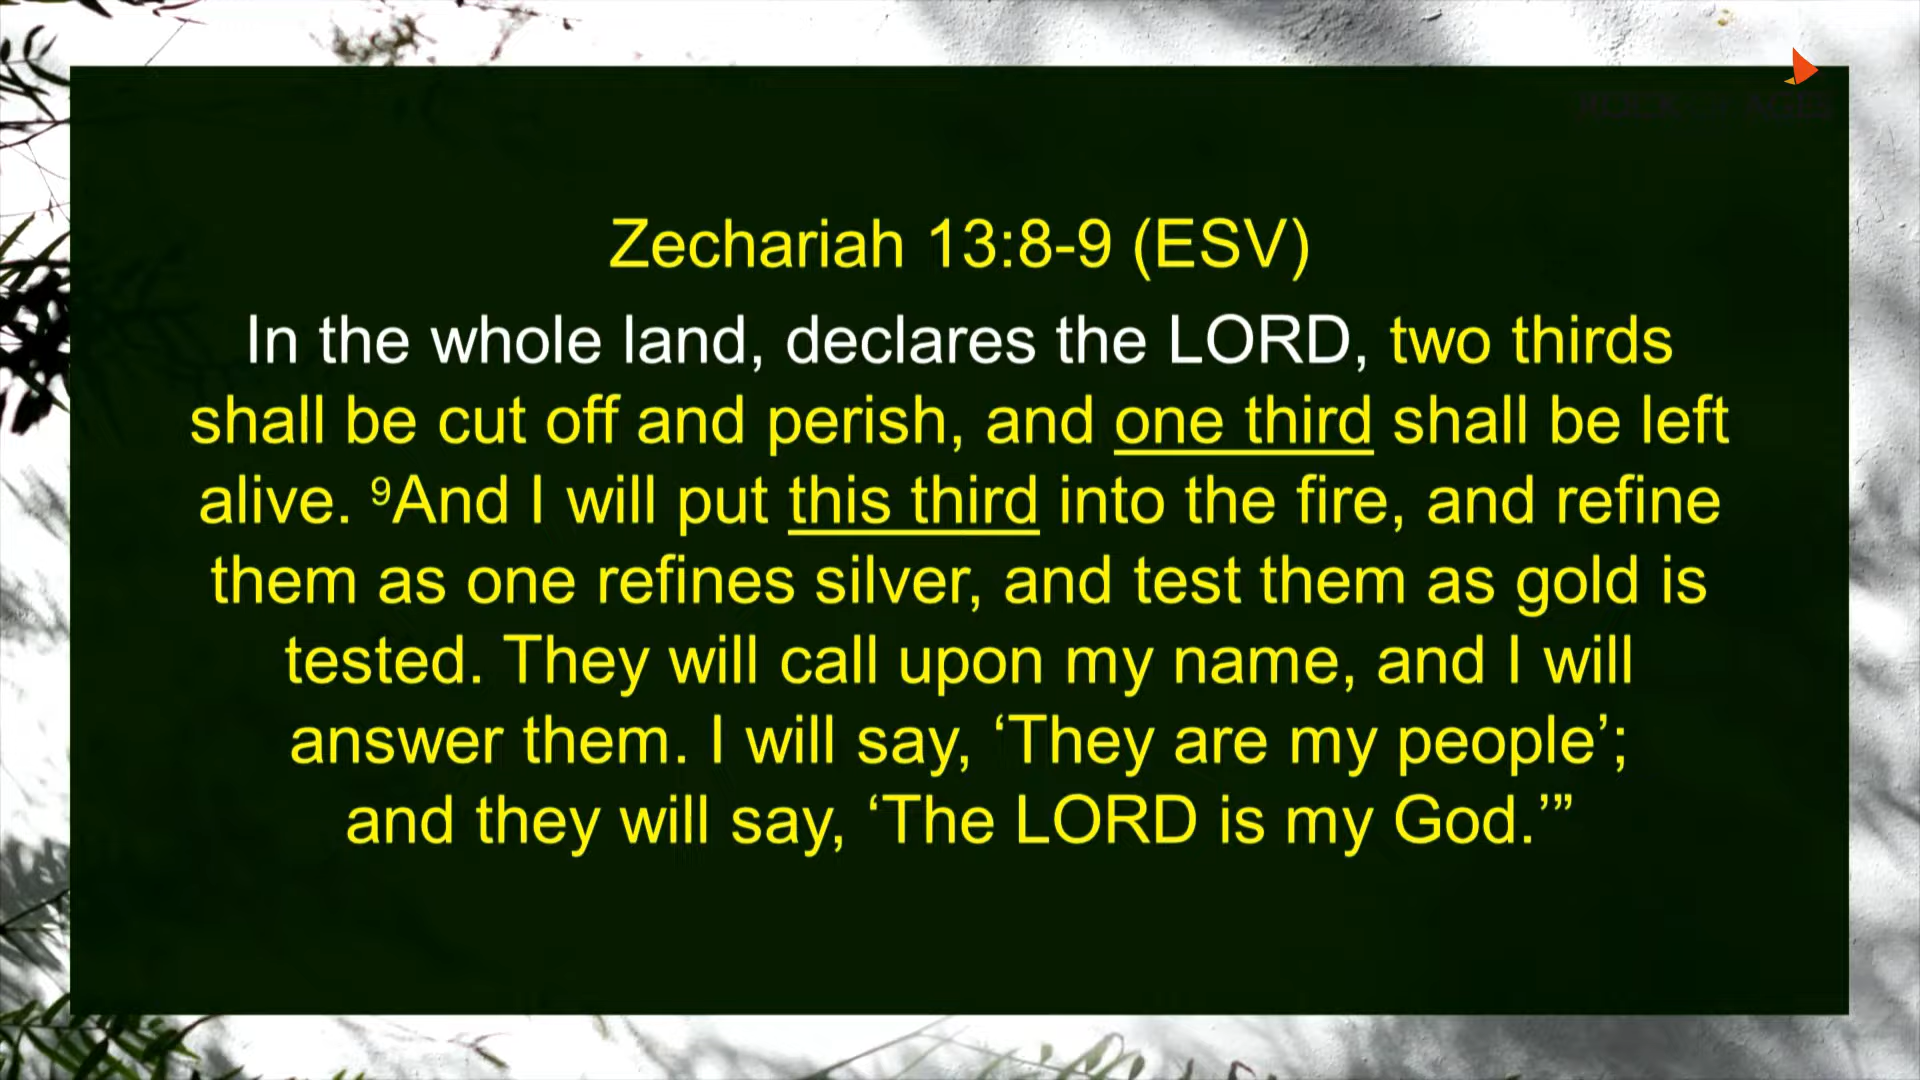 Zechariah 13:8-9 (ESV)
In the whole land, declares the LORD, two thirds
shall be cut off and perish, and one third shall be left
alive. ⁹And I will put this third into the fire, and refine
them as one refines silver, and test them as gold is
tested. They will call upon my name, and I will
answer them. I will say, ‘They are my people’;
and they will say, ‘The LORD is my God.’”